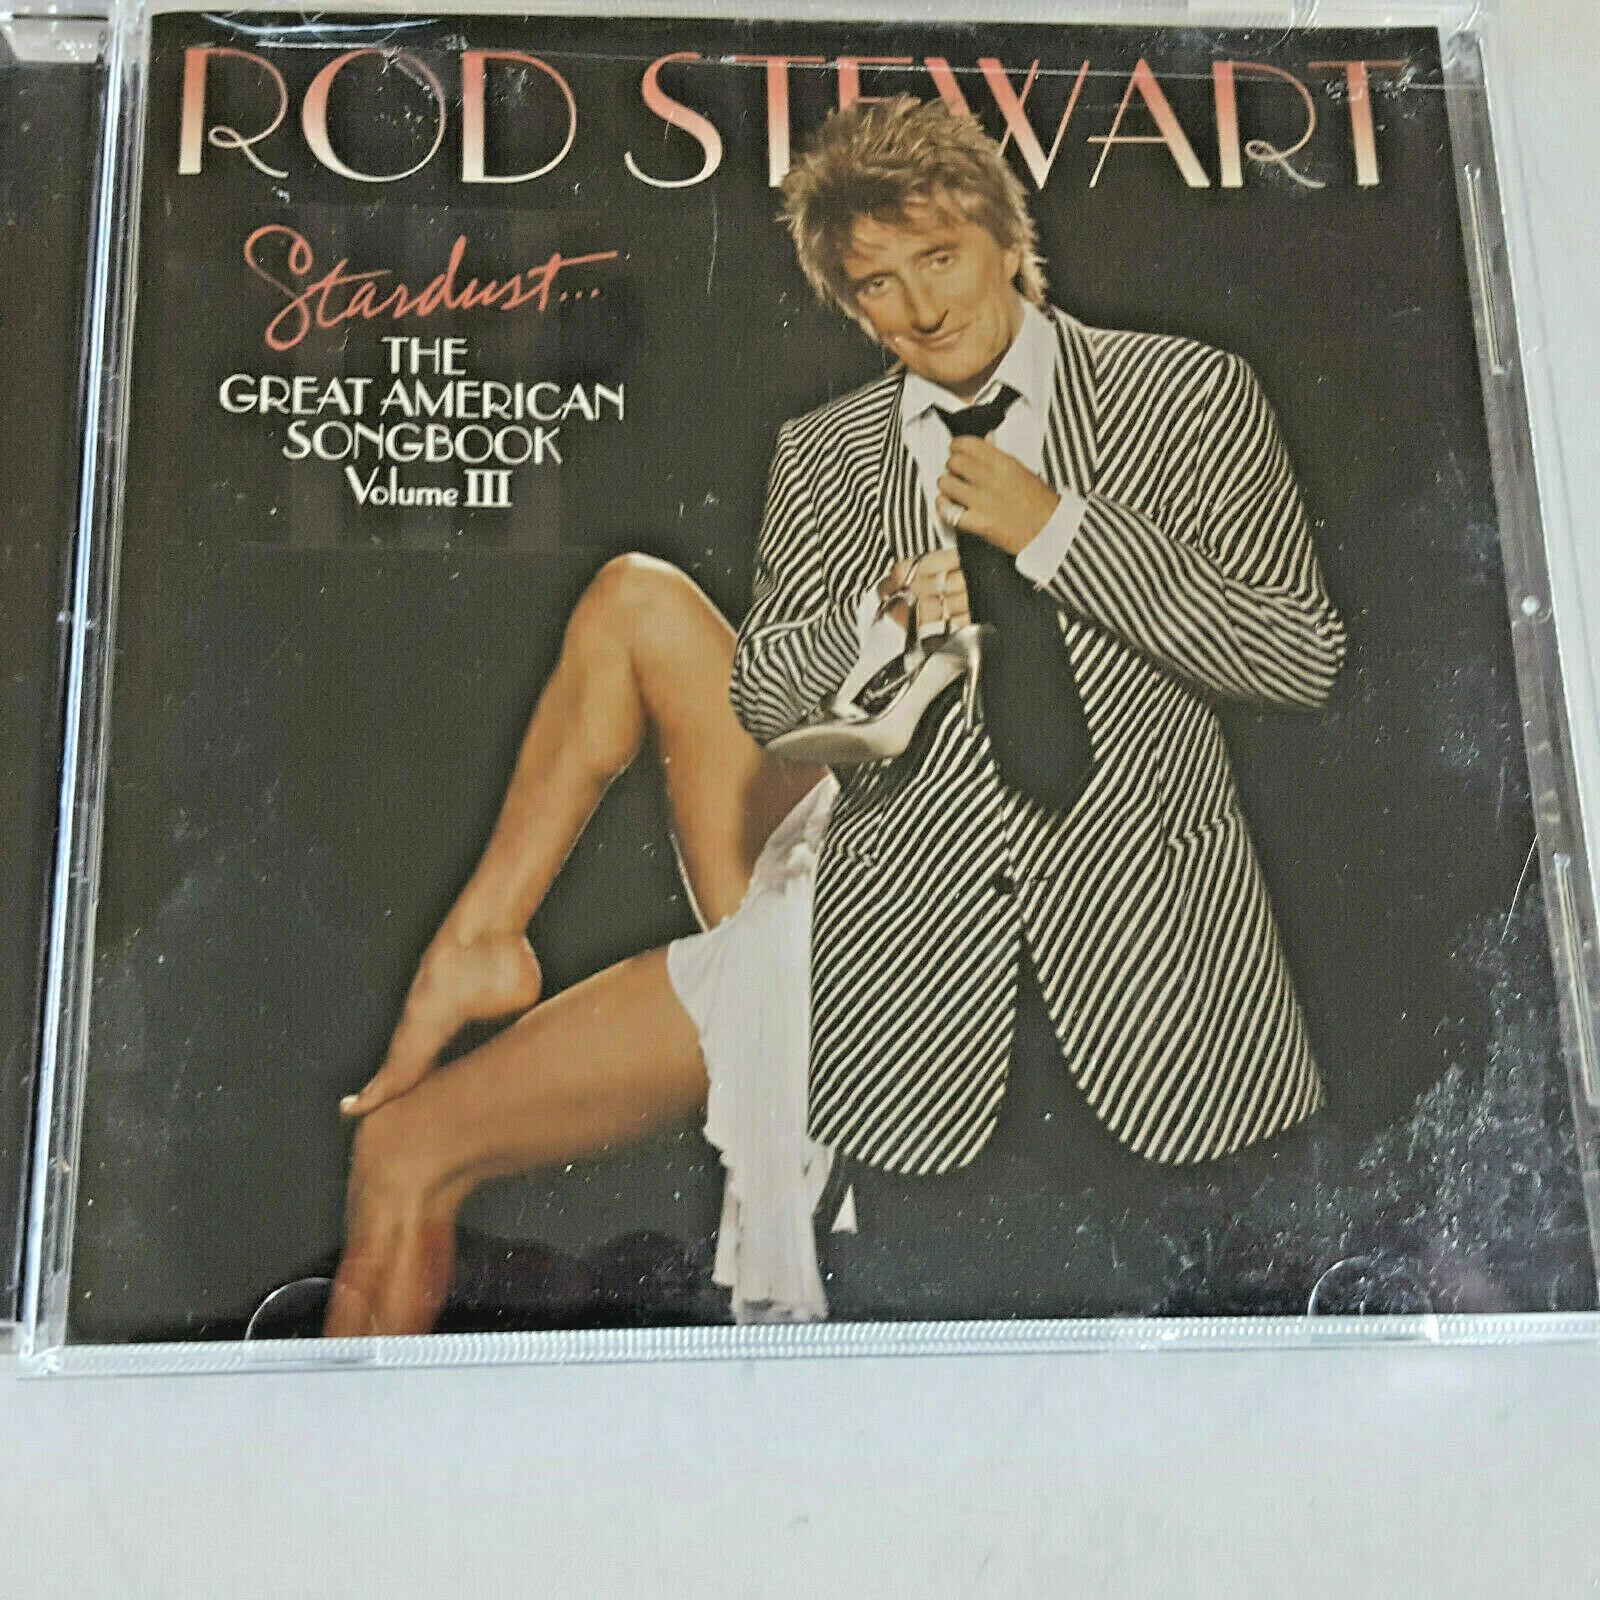 ROD STEWART
Stardust...
THE
GREAT AMERICAN
SONGBOOK
Volume III